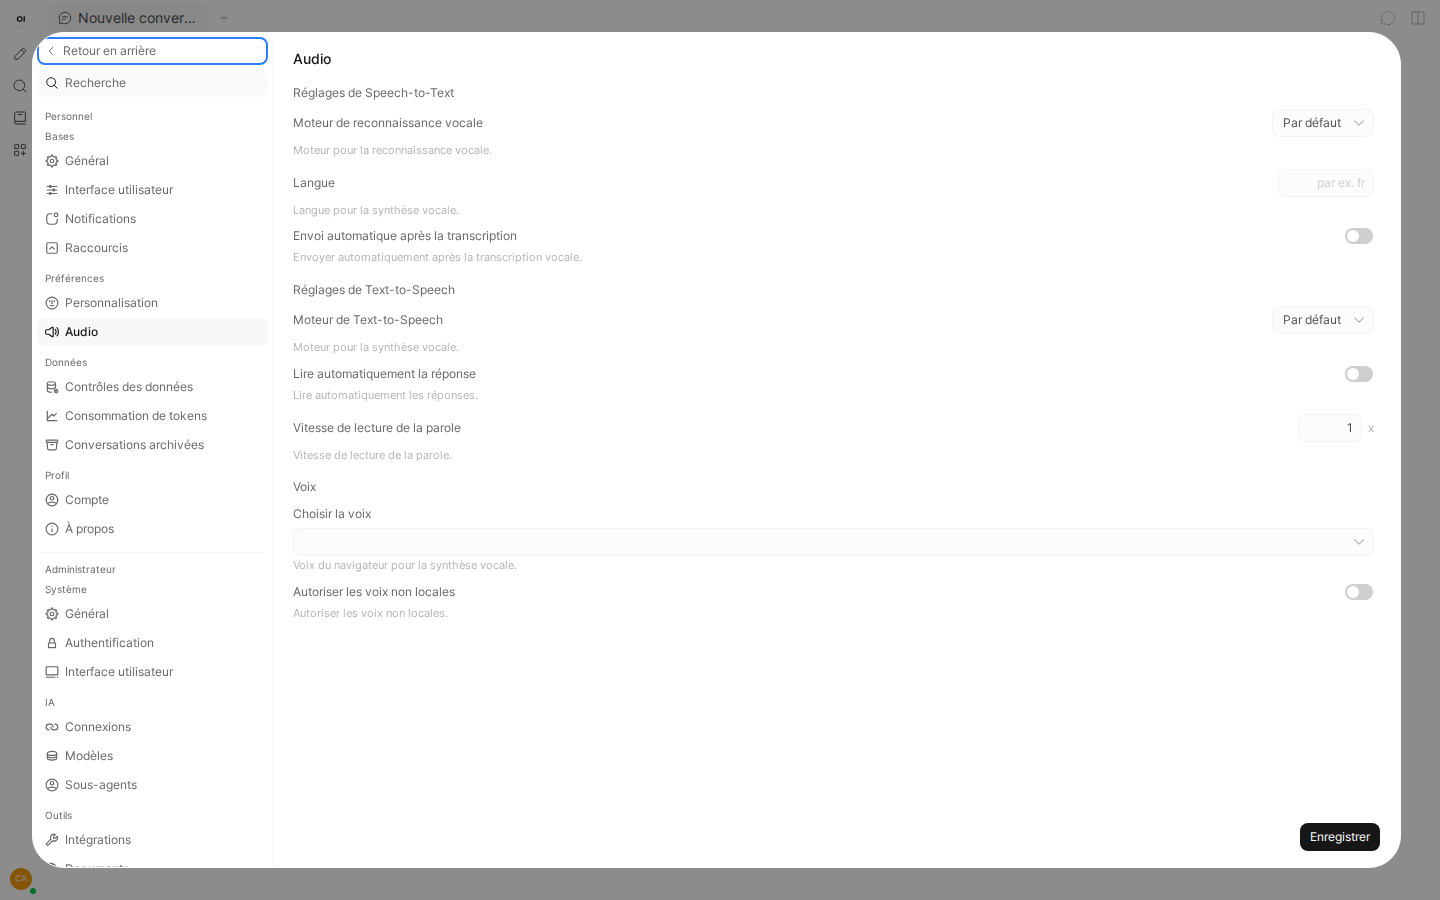 OI
Nouvelle conver...
Retour en arrière
Recherche
Personnel
Bases
Général
Interface utilisateur
Notifications
Raccourcis
Préférences
Personnalisation
Audio
Données
Contrôles des données
Consommation de tokens
Conversations archivées
Profil
Compte
À propos
Administrateur
Système
Général
Authentification
Interface utilisateur
IA
Connexions
Modèles
Sous-agents
Outils
Intégrations
CA
Audio
Réglages de Speech-to-Text
Moteur de reconnaissance vocale
Par défaut
Moteur pour la reconnaissance vocale.
Langue
par ex. fr
Langue pour la synthèse vocale.
Envoi automatique après la transcription
Envoyer automatiquement après la transcription vocale.
Réglages de Text-to-Speech
Moteur de Text-to-Speech
Par défaut
Moteur pour la synthèse vocale.
Lire automatiquement la réponse
Lire automatiquement les réponses.
Vitesse de lecture de la parole
1 x
Vitesse de lecture de la parole.
Voix
Choisir la voix
Voix du navigateur pour la synthèse vocale.
Autoriser les voix non locales
Autoriser les voix non locales.
Enregistrer